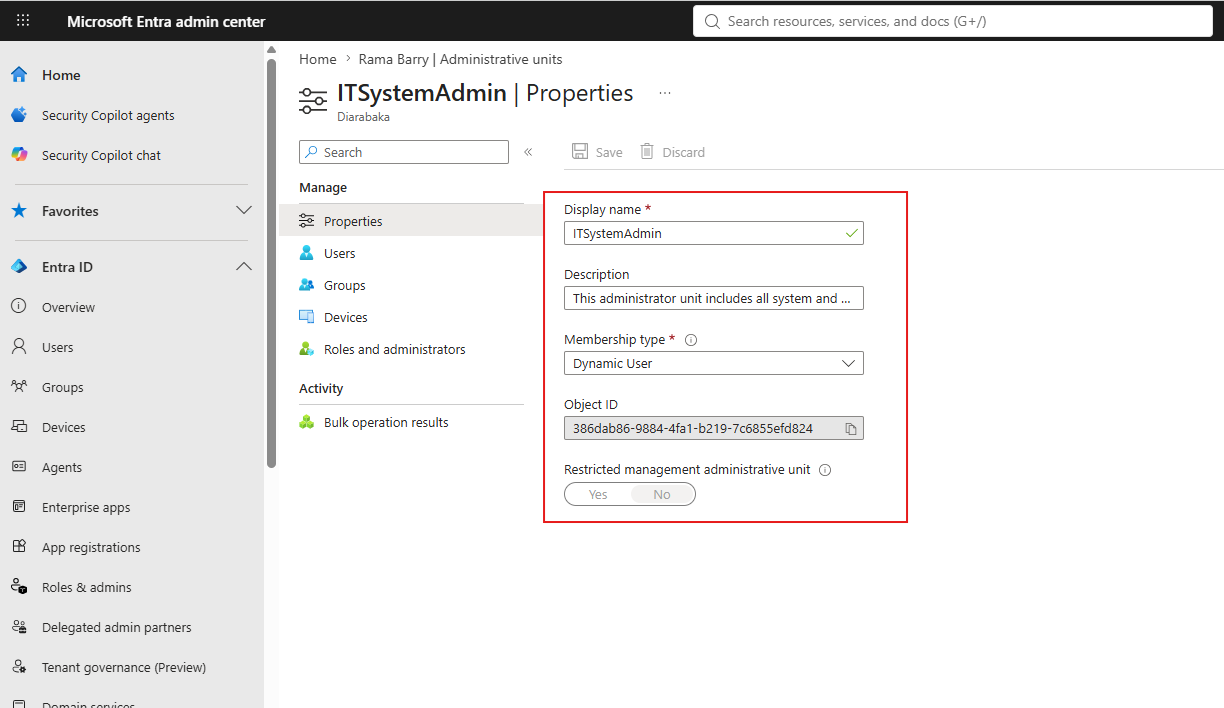 Microsoft Entra admin center
Search resources, services, and docs (G+/)
Home
Security Copilot agents
Security Copilot chat
Favorites
Entra ID
Overview
Users
Groups
Devices
Agents
Enterprise apps
App registrations
Roles & admins
Delegated admin partners
Tenant governance (Preview)
Domain services
Home > Rama Barry | Administrative units
ITSystemAdmin | Properties ...
Diarabaka
Search «
Manage
Properties
Users
Groups
Devices
Roles and administrators
Activity
Bulk operation results
Save Discard
Display name *
ITSystemAdmin
Description
This administrator unit includes all system and ...
Membership type *
Dynamic User
Object ID
386dab86-9884-4fa1-b219-7c6855efd824
Restricted management administrative unit
Yes No